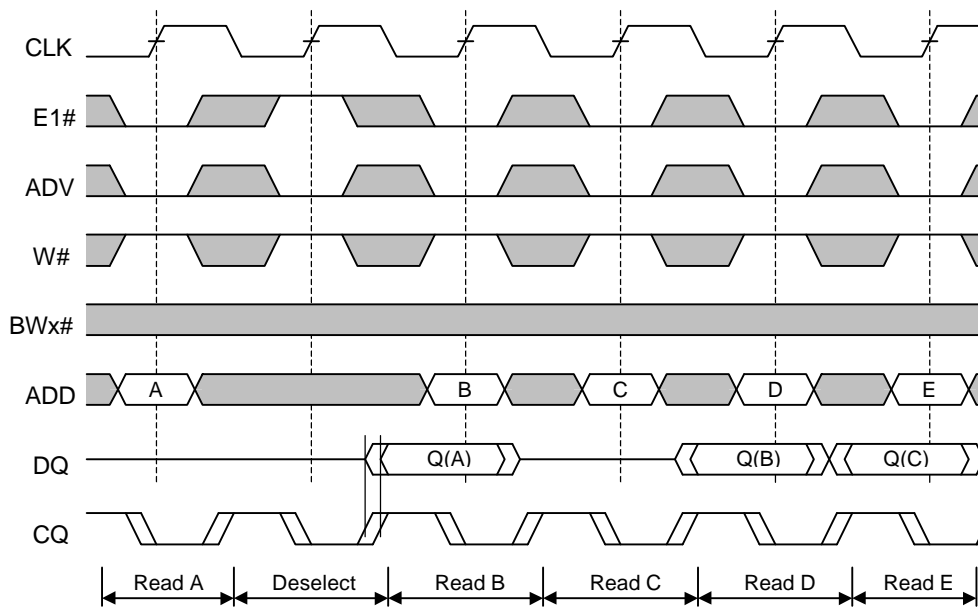 CLK
E1#
ADV
W#
BWx#
ADD A B C D E
DQ Q(A) Q(B) Q(C)
CQ
Read A Deselect Read B Read C Read D Read E